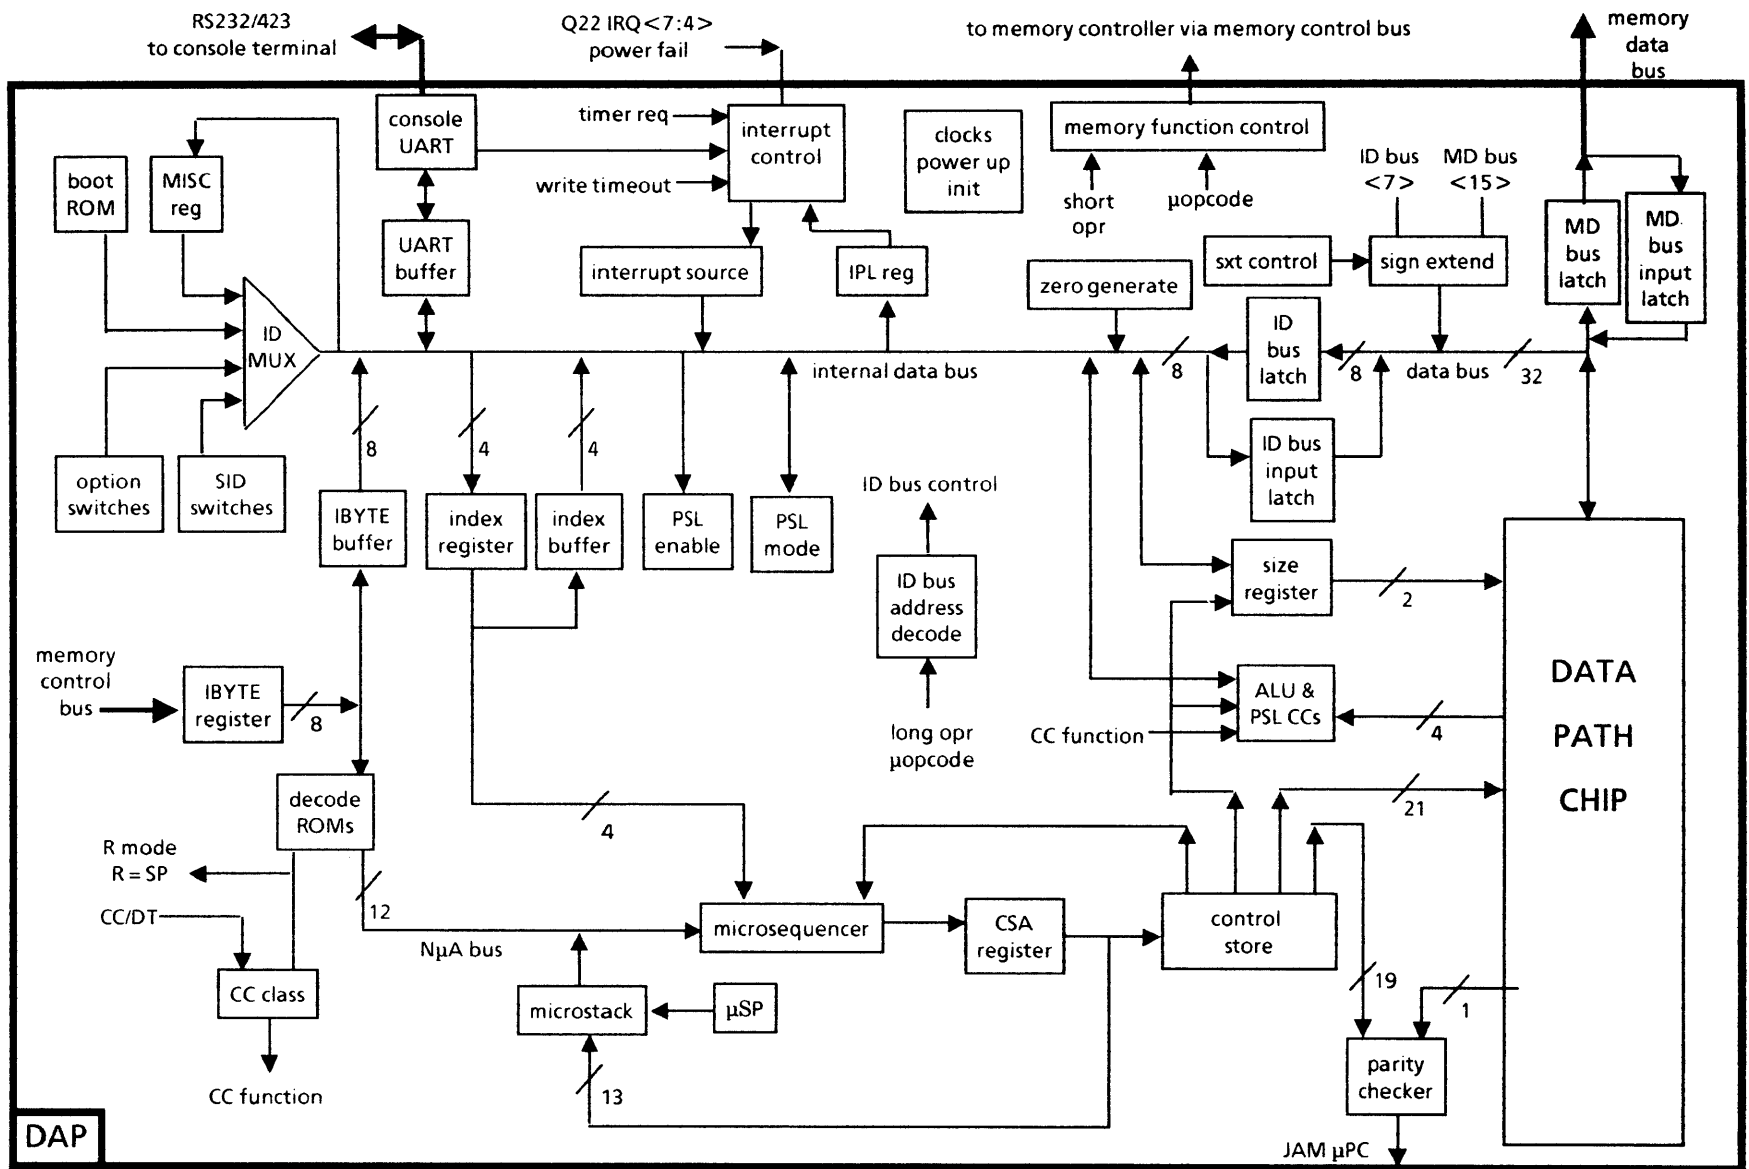 RS232/423
to console terminal
Q22 IRQ<7:4>
power fail
to memory controller via memory control bus
memory
data
bus
console
UART
timer req
interrupt
control
write timeout
clocks
power up
init
memory function control
short
opr
µopcode
ID bus
<7>
MD bus
<15>
boot
ROM
MISC
reg
UART
buffer
interrupt source
IPL reg
zero generate
sxt control
sign extend
MD
bus
latch
MD.
bus
input
latch
ID
MUX
internal data bus
8
ID
bus
latch
8
data bus
32
option
switches
SID
switches
8
4
4
ID bus
input
latch
IBYTE
buffer
index
register
index
buffer
PSL
enable
PSL
mode
ID bus control
ID bus
address
decode
long opr
µopcode
size
register
2
memory
control
bus
IBYTE
register
8
ALU &
PSL CCs
4
CC function
DATA
PATH
CHIP
decode
ROMs
4
21
R mode
R = SP
CC/DT
12
NµA bus
microsequencer
CSA
register
control
store
CC class
microstack
µSP
19
1
CC function
13
parity
checker
DAP
JAM µPC